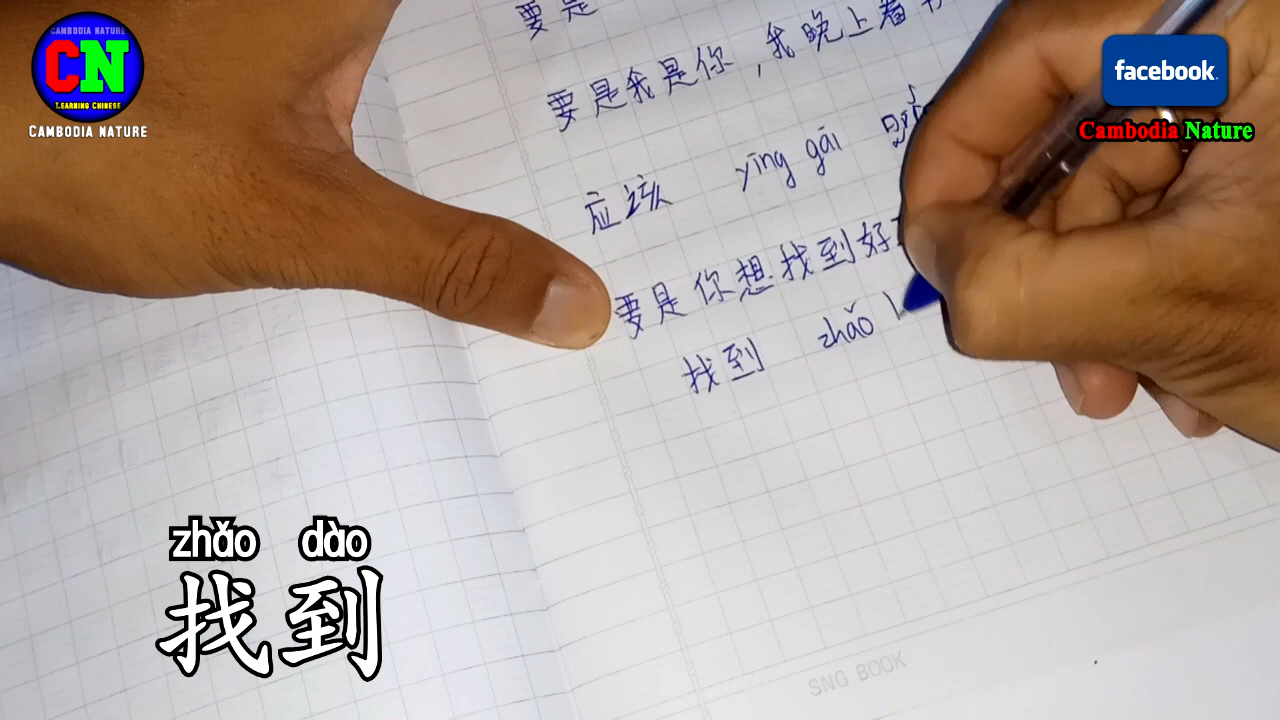 CAMBODIA NATURE
CN
LEARNING CHINESE
CAMBODIA NATURE
facebook
Cambodia Nature
要是
要是我是你，我晚上看书
应该 yīng gāi
要是你想找到好
找到 zhǎo
zhǎo dào
找到
SNG BOOK